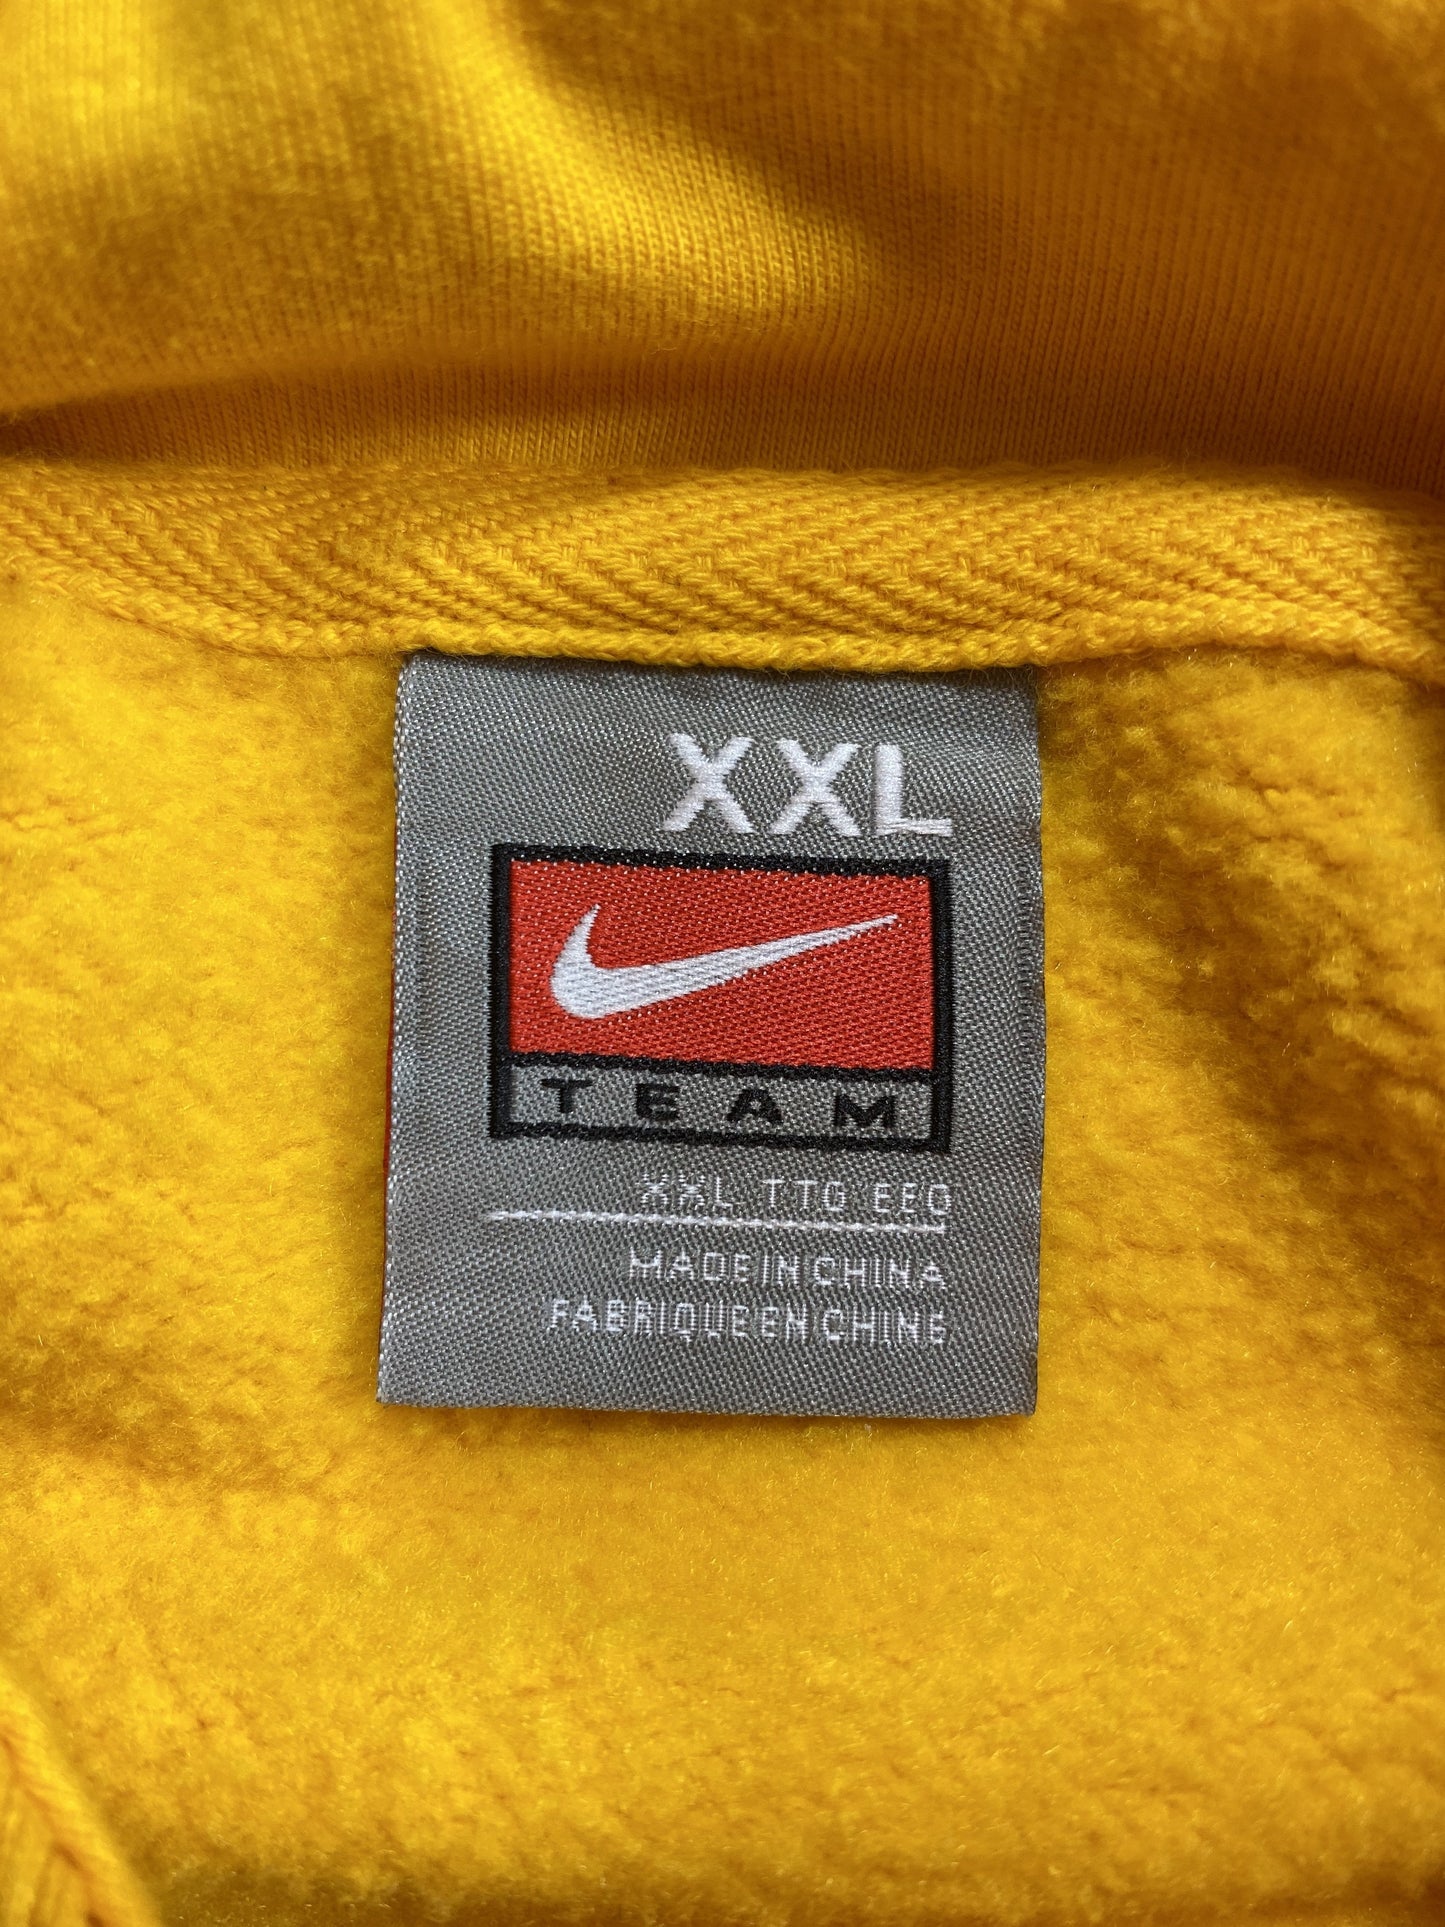 XXL
TEAM
XXL TTG EEG
MADE IN CHINA
FABRIQUE EN CHINE